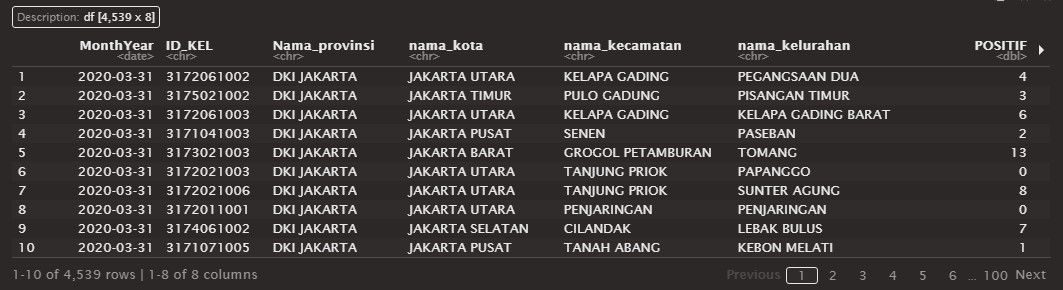 Description: df [4,539 x 8]
MonthYear ID_KEL Nama_provinsi nama_kota nama_kecamatan nama_kelurahan POSITIF
<date> <chr> <chr> <chr> <chr> <chr> <dbl>
1 2020-03-31 3172061002 DKI JAKARTA JAKARTA UTARA KELAPA GADING PEGANGSAAN DUA 4
2 2020-03-31 3175021002 DKI JAKARTA JAKARTA TIMUR PULO GADUNG PISANGAN TIMUR 3
3 2020-03-31 3172061003 DKI JAKARTA JAKARTA UTARA KELAPA GADING KELAPA GADING BARAT 6
4 2020-03-31 3171041003 DKI JAKARTA JAKARTA PUSAT SENEN PASEBAN 2
5 2020-03-31 3173021003 DKI JAKARTA JAKARTA BARAT GROGOL PETAMBURAN TOMANG 13
6 2020-03-31 3172021003 DKI JAKARTA JAKARTA UTARA TANJUNG PRIOK PAPANGGO 0
7 2020-03-31 3172021006 DKI JAKARTA JAKARTA UTARA TANJUNG PRIOK SUNTER AGUNG 8
8 2020-03-31 3172011001 DKI JAKARTA JAKARTA UTARA PENJARINGAN PENJARINGAN 0
9 2020-03-31 3174061002 DKI JAKARTA JAKARTA SELATAN CILANDAK LEBAK BULUS 7
10 2020-03-31 3171071005 DKI JAKARTA JAKARTA PUSAT TANAH ABANG KEBON MELATI 1
1-10 of 4,539 rows | 1-8 of 8 columns Previous 1 2 3 4 5 6 ... 100 Next